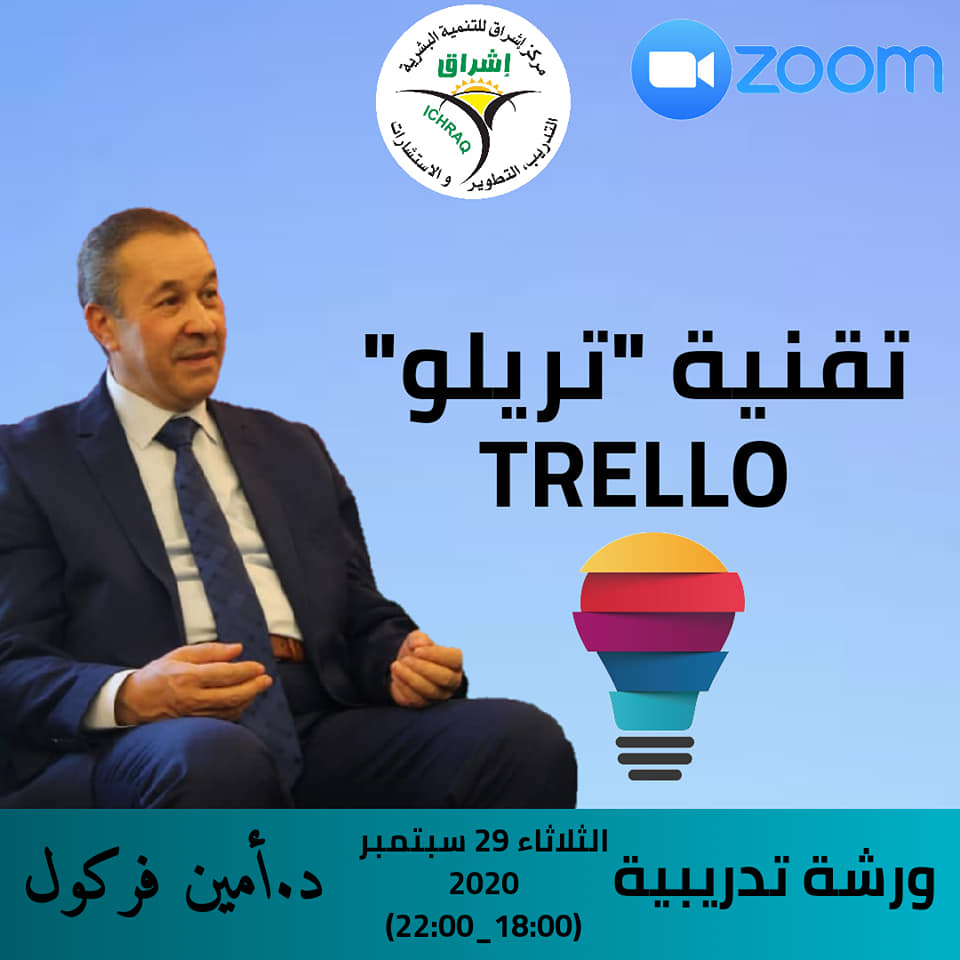 مركز إشراق للتنمية البشرية
إشراق
ICHRAQ
التدريب، التطوير و الاستشارات
zoom
تقنية "تريلو"
TRELLO
ورشة تدريبية
الثلاثاء 29 سبتمبر
2020
(22:00_18:00)
د.أمين فركول